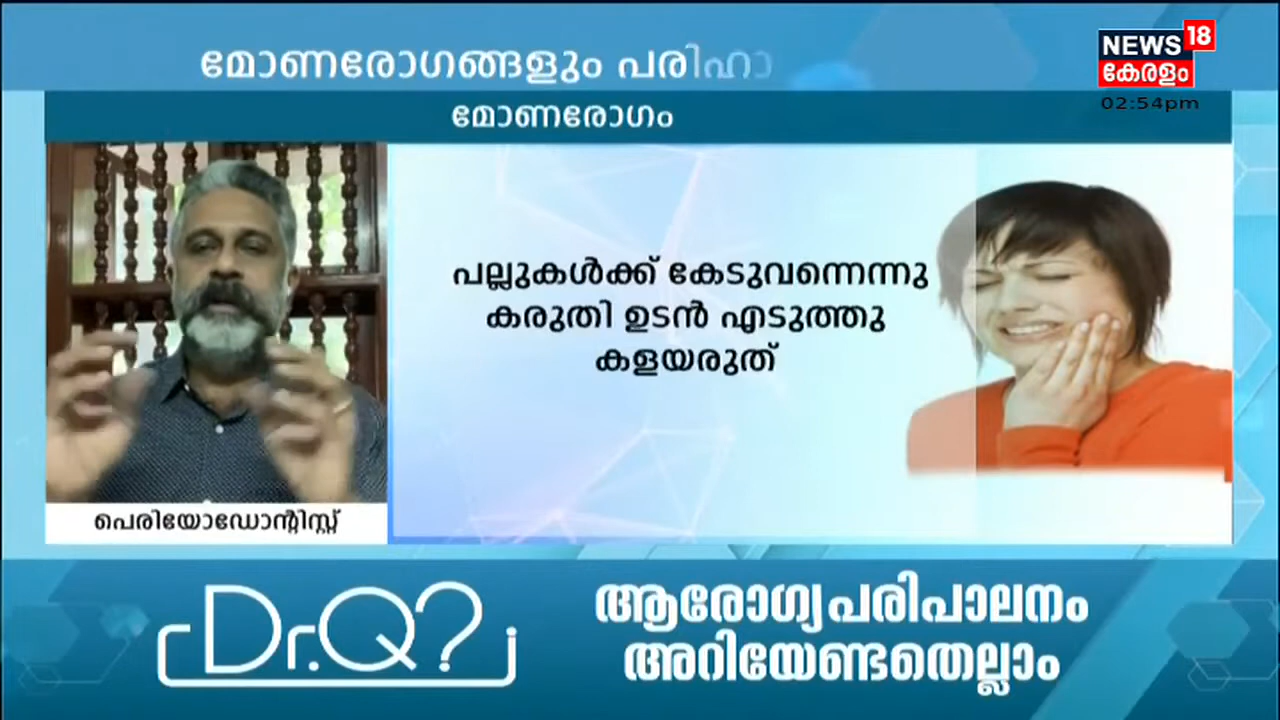 മോണരോഗങ്ങളും പരിഹാ
NEWS 18
കേരളം
02:54pm
മോണരോഗം
പല്ലുകൾക്ക് കേടുവന്നെന്നു
കരുതി ഉടൻ എടുത്തു
കളയരുത്
പെരിയോഡോന്റിസ്റ്റ്
Dr.Q?
ആരോഗ്യപരിപാലനം
അറിയേണ്ടതെല്ലാം